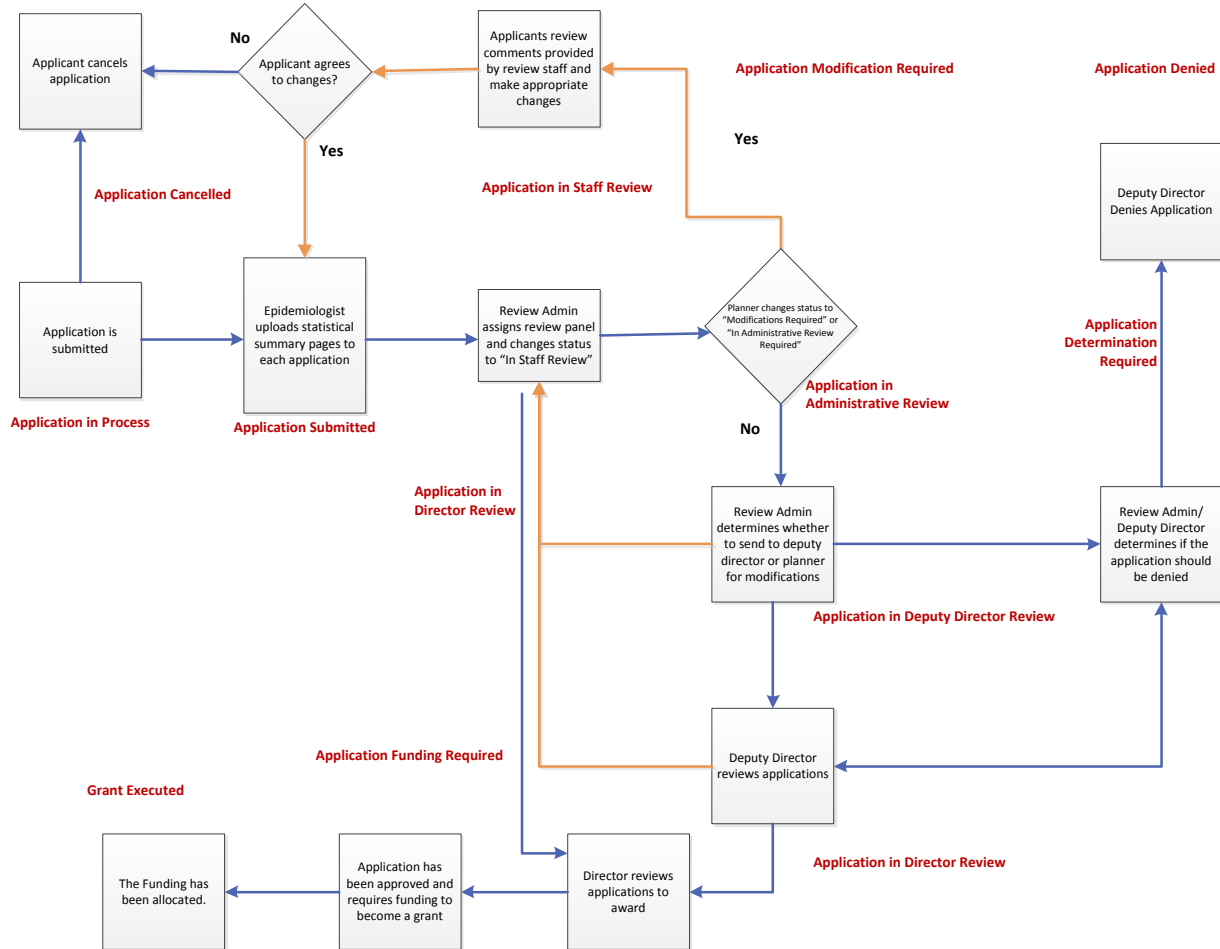 No
Applicant cancels
application
Applicant agrees
to changes?
Applicants review
comments provided
by review staff and
make appropriate
changes
Application Modification Required
Application Denied
Yes
Yes
Application Cancelled
Application in Staff Review
Deputy Director
Denies Application
Application is
submitted
Epidemiologist
uploads statistical
summary pages to
each application
Review Admin
assigns review panel
and changes status
to “In Staff Review”
Planner changes status to
“Modifications Required” or
“In Administrative Review
Required”
Application
Determination
Required
Application in Process
Application Submitted
Application in
Administrative Review
No
Application in
Director Review
Review Admin
determines whether
to send to deputy
director or planner
for modifications
Review Admin/
Deputy Director
determines if the
application should
be denied
Application in Deputy Director Review
Application Funding Required
Deputy Director
reviews applications
Grant Executed
The Funding has
been allocated.
Application has
been approved and
requires funding to
become a grant
Director reviews
applications to
award
Application in Director Review